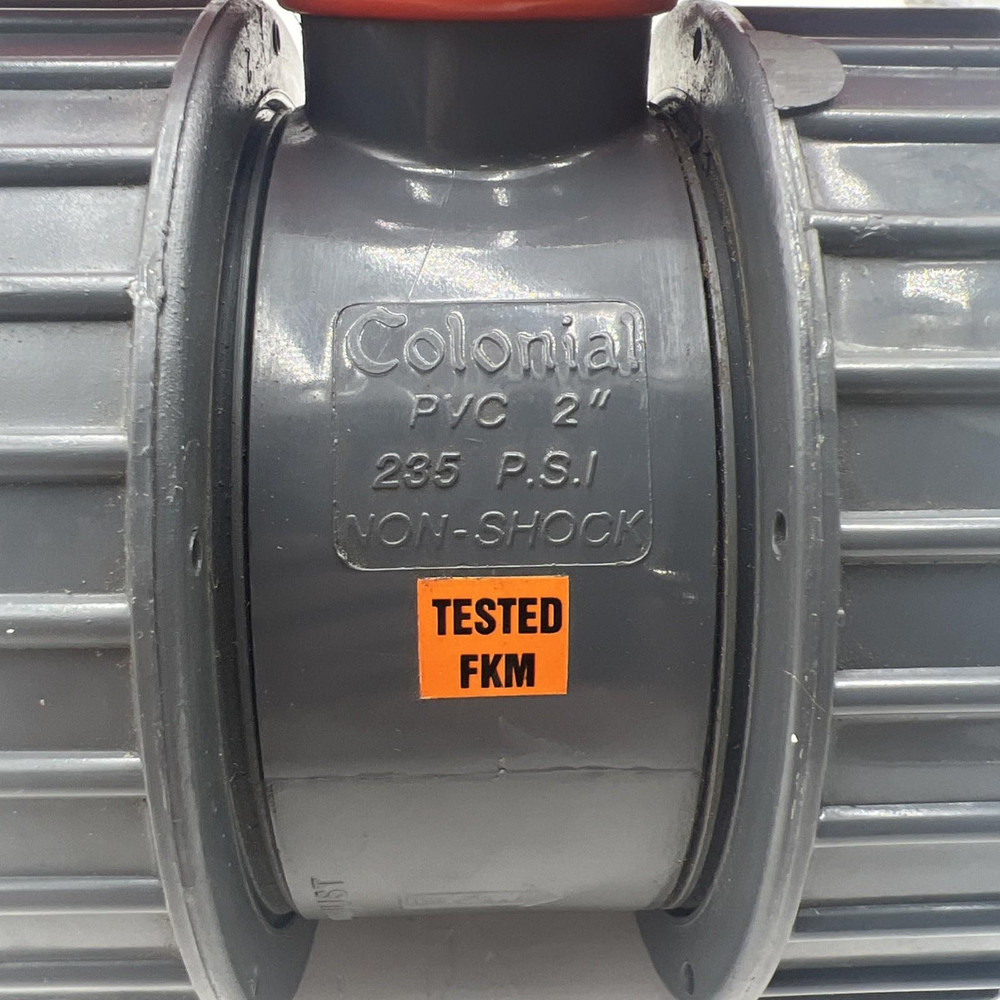 Colonial
PVC 2"
235 P.S.I
NON-SHOCK
TESTED
FKM